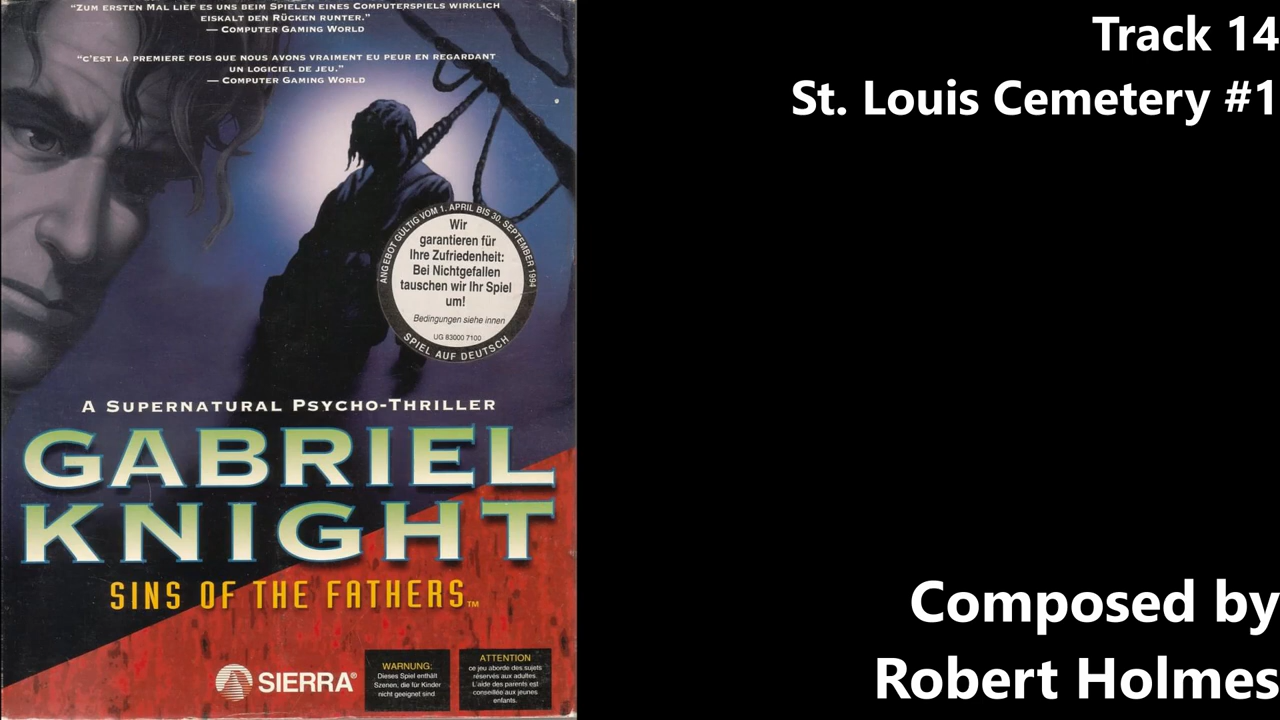 “Zum ersten Mal lief es uns beim Spielen eines Computerspiels wirklich
eiskalt den Rücken runter.”
— Computer Gaming World
“c'est la premiere fois que nous avons vraiment eu peur en regardant
un logiciel de jeu.”
— Computer Gaming World
ANGEBOT GÜLTIG VOM 1. APRIL BIS 30. SEPTEMBER 1994
Wir
garantieren für
Ihre Zufriedenheit:
Bei Nichtgefallen
tauschen wir Ihr Spiel
um!
Bedingungen siehe innen
UG 83000 7100
SPIEL AUF DEUTSCH
A Supernatural Psycho-Thriller
GABRIEL
KNIGHT
SINS OF THE FATHERS™
SIERRA®
WARNUNG:
Dieses Spiel enthält
Szenen, die für Kinder
nicht geeignet sind
ATTENTION
ce jeu aborde des sujets
réservés aux adultes.
L'aide des parents est
conseillée aux jeunes
enfants.
Track 14
St. Louis Cemetery #1
Composed by
Robert Holmes